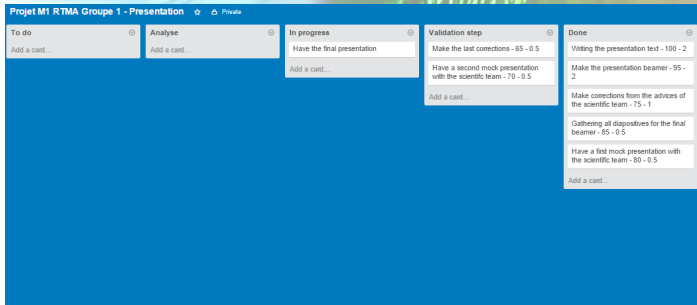 Projet M1 RTMA Groupe 1 - Presentation
Private
To do
Add a card...
Analyse
Add a card...
In progress
Have the final presentation
Add a card...
Validation step
Make the last corrections - 65 - 0.5
Have a second mock presentation
with the scientifc team - 70 - 0.5
Add a card...
Done
Writing the presentation text - 100 - 2
Make the presentation beamer - 95 -
2
Make corrections from the advices of
the scientific team - 75 - 1
Gathering all diapositives for the final
beamer - 85 - 0.5
Have a first mock presentation with
the scientific team - 80 - 0.5
Add a card...